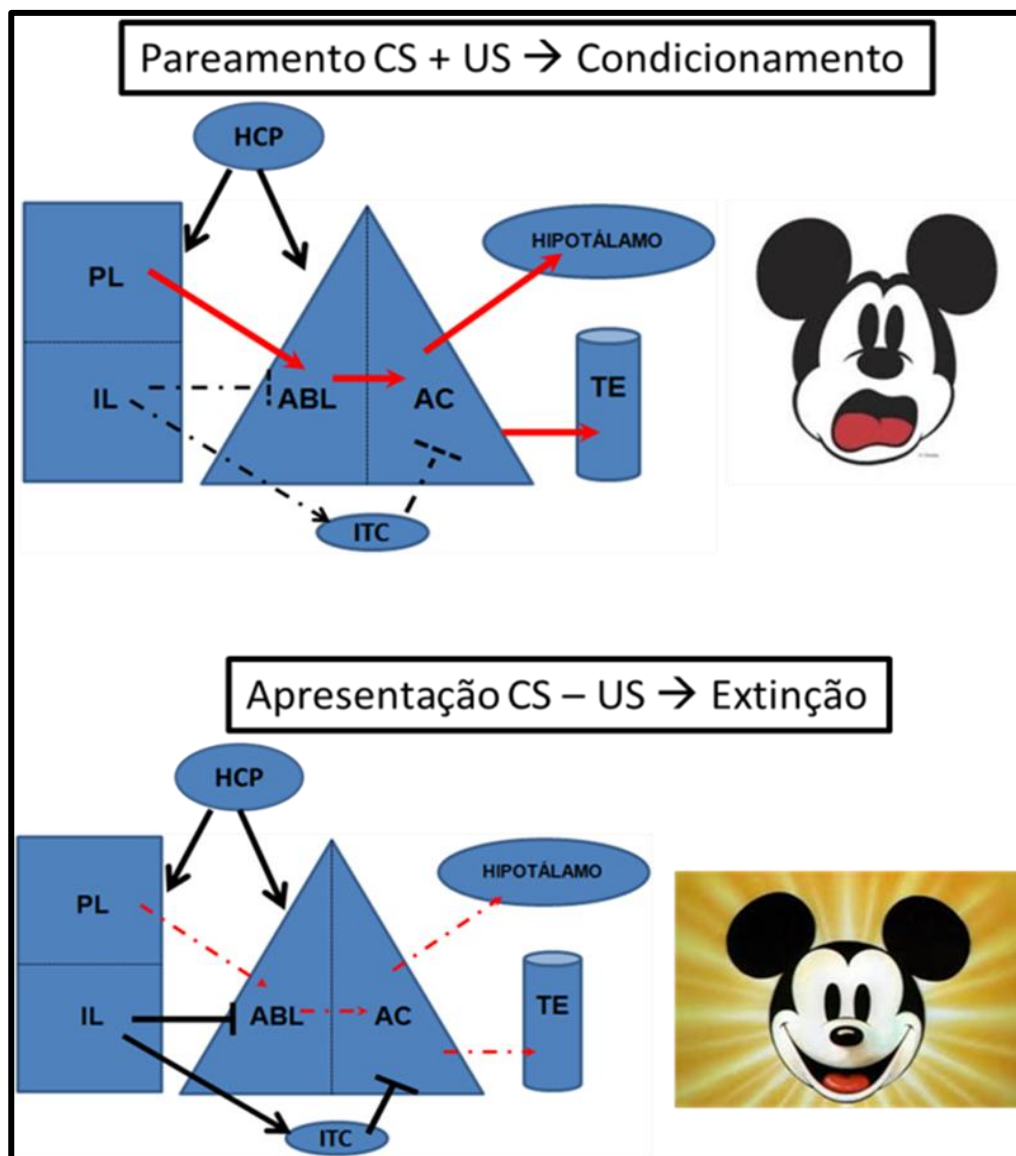 Pareamento CS + US → Condicionamento
HCP
HIPOTÁLAMO
PL
TE
IL
ABL
AC
ITC
Apresentação CS – US → Extinção
HCP
HIPOTÁLAMO
PL
TE
IL
ABL
AC
ITC